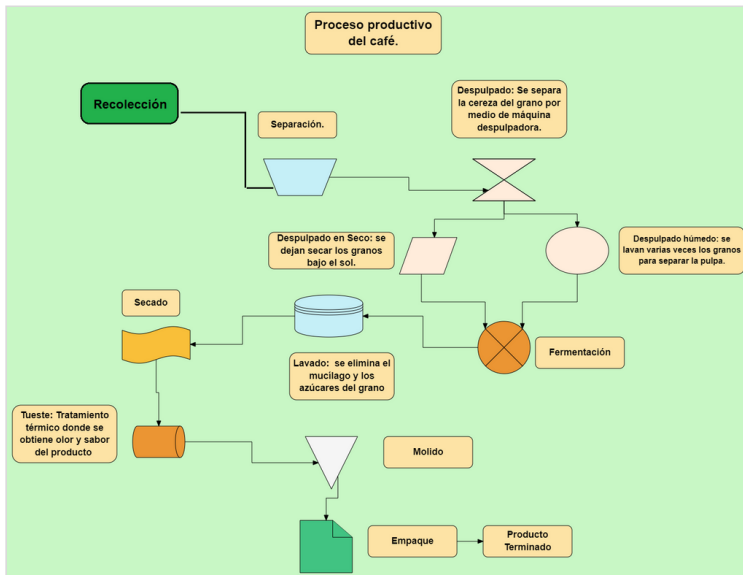 Proceso productivo
del café.
Recolección
Separación.
Despulpado: Se separa
la cereza del grano por
medio de máquina
despulpadora.
Despulpado en Seco: se
dejan secar los granos
bajo el sol.
Despulpado húmedo: se
lavan varias veces los granos
para separar la pulpa.
Secado
Lavado:  se elimina el
mucílago y los
azúcares del grano
Fermentación
Tueste: Tratamiento
térmico donde se
obtiene olor y sabor
del producto
Molido
Empaque
Producto
Terminado